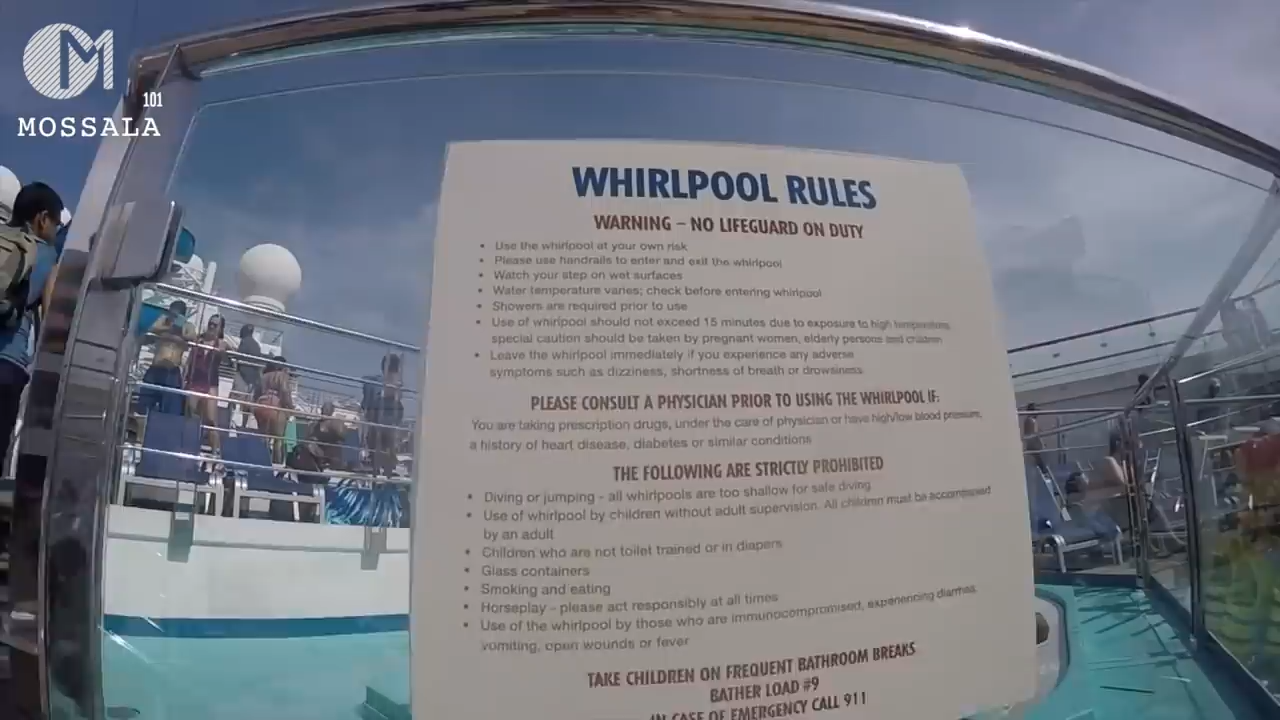 M
101
MOSSALA
WHIRLPOOL RULES
WARNING – NO LIFEGUARD ON DUTY
• Use the whirlpool at your own risk
• Please use handrails to enter and exit the whirlpool
• Watch your step on wet surfaces
• Water temperature varies; check before entering whirlpool
• Showers are required prior to use
• Use of whirlpool should not exceed 15 minutes due to exposure to high temperature,
special caution should be taken by pregnant women, elderly persons and children
• Leave the whirlpool immediately if you experience any adverse
symptoms such as dizziness, shortness of breath or drowsiness
PLEASE CONSULT A PHYSICIAN PRIOR TO USING THE WHIRLPOOL IF:
You are taking prescription drugs, under the care of physician or have high/low blood pressure,
a history of heart disease, diabetes or similar conditions
THE FOLLOWING ARE STRICTLY PROHIBITED
• Diving or jumping - all whirlpools are too shallow for safe diving
• Use of whirlpool by children without adult supervision. All children must be accompanied
by an adult
• Children who are not toilet trained or in diapers
• Glass containers
• Smoking and eating
• Horseplay - please act responsibly at all times
• Use of the whirlpool by those who are immunocompromised, experiencing diarrhea,
vomiting, open wounds or fever
TAKE CHILDREN ON FREQUENT BATHROOM BREAKS
BATHER LOAD #9
IN CASE OF EMERGENCY CALL 911